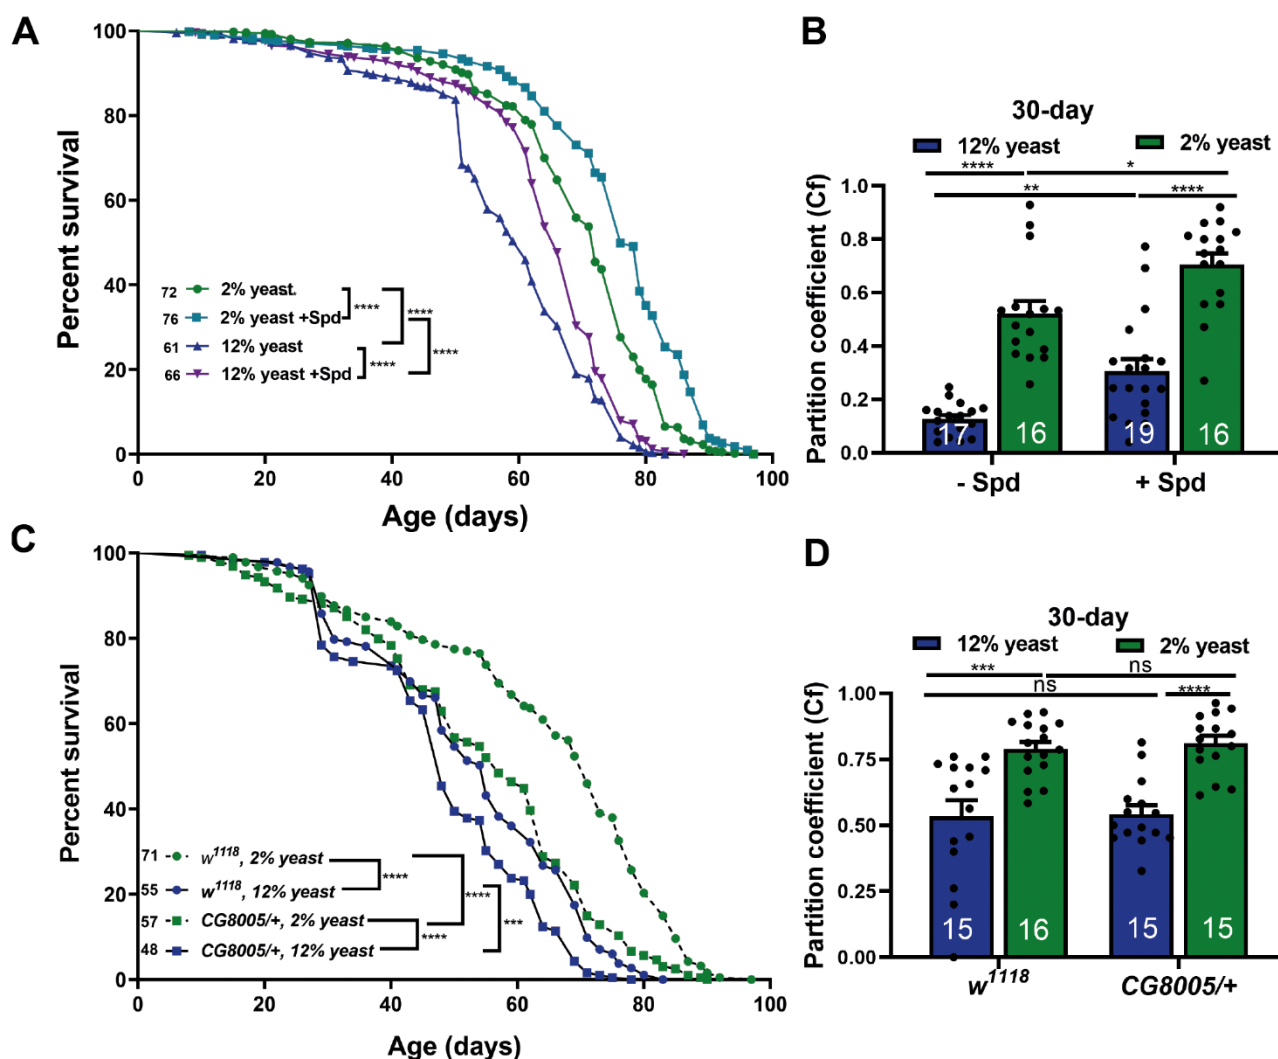 A
100
80
60
40
20
0
Percent survival
72 2% yeast.
76 2% yeast +Spd
61 12% yeast
66 12% yeast +Spd
****
****
****
****
0 20 40 60 80 100
Age (days)
B
30-day
12% yeast 2% yeast
**** *
** ****
1.0
0.8
0.6
0.4
0.2
0.0
Partition coefficient (Cf)
17 16 19 16
- Spd + Spd
C
100
80
60
40
20
0
Percent survival
71 w1118, 2% yeast
55 w1118, 12% yeast
57 CG8005/+, 2% yeast
48 CG8005/+, 12% yeast
****
****
****
***
0 20 40 60 80 100
Age (days)
D
30-day
12% yeast 2% yeast
*** ns
ns ****
1.00
0.75
0.50
0.25
0.00
Partition coefficient (Cf)
15 16 15 15
w1118 CG8005/+